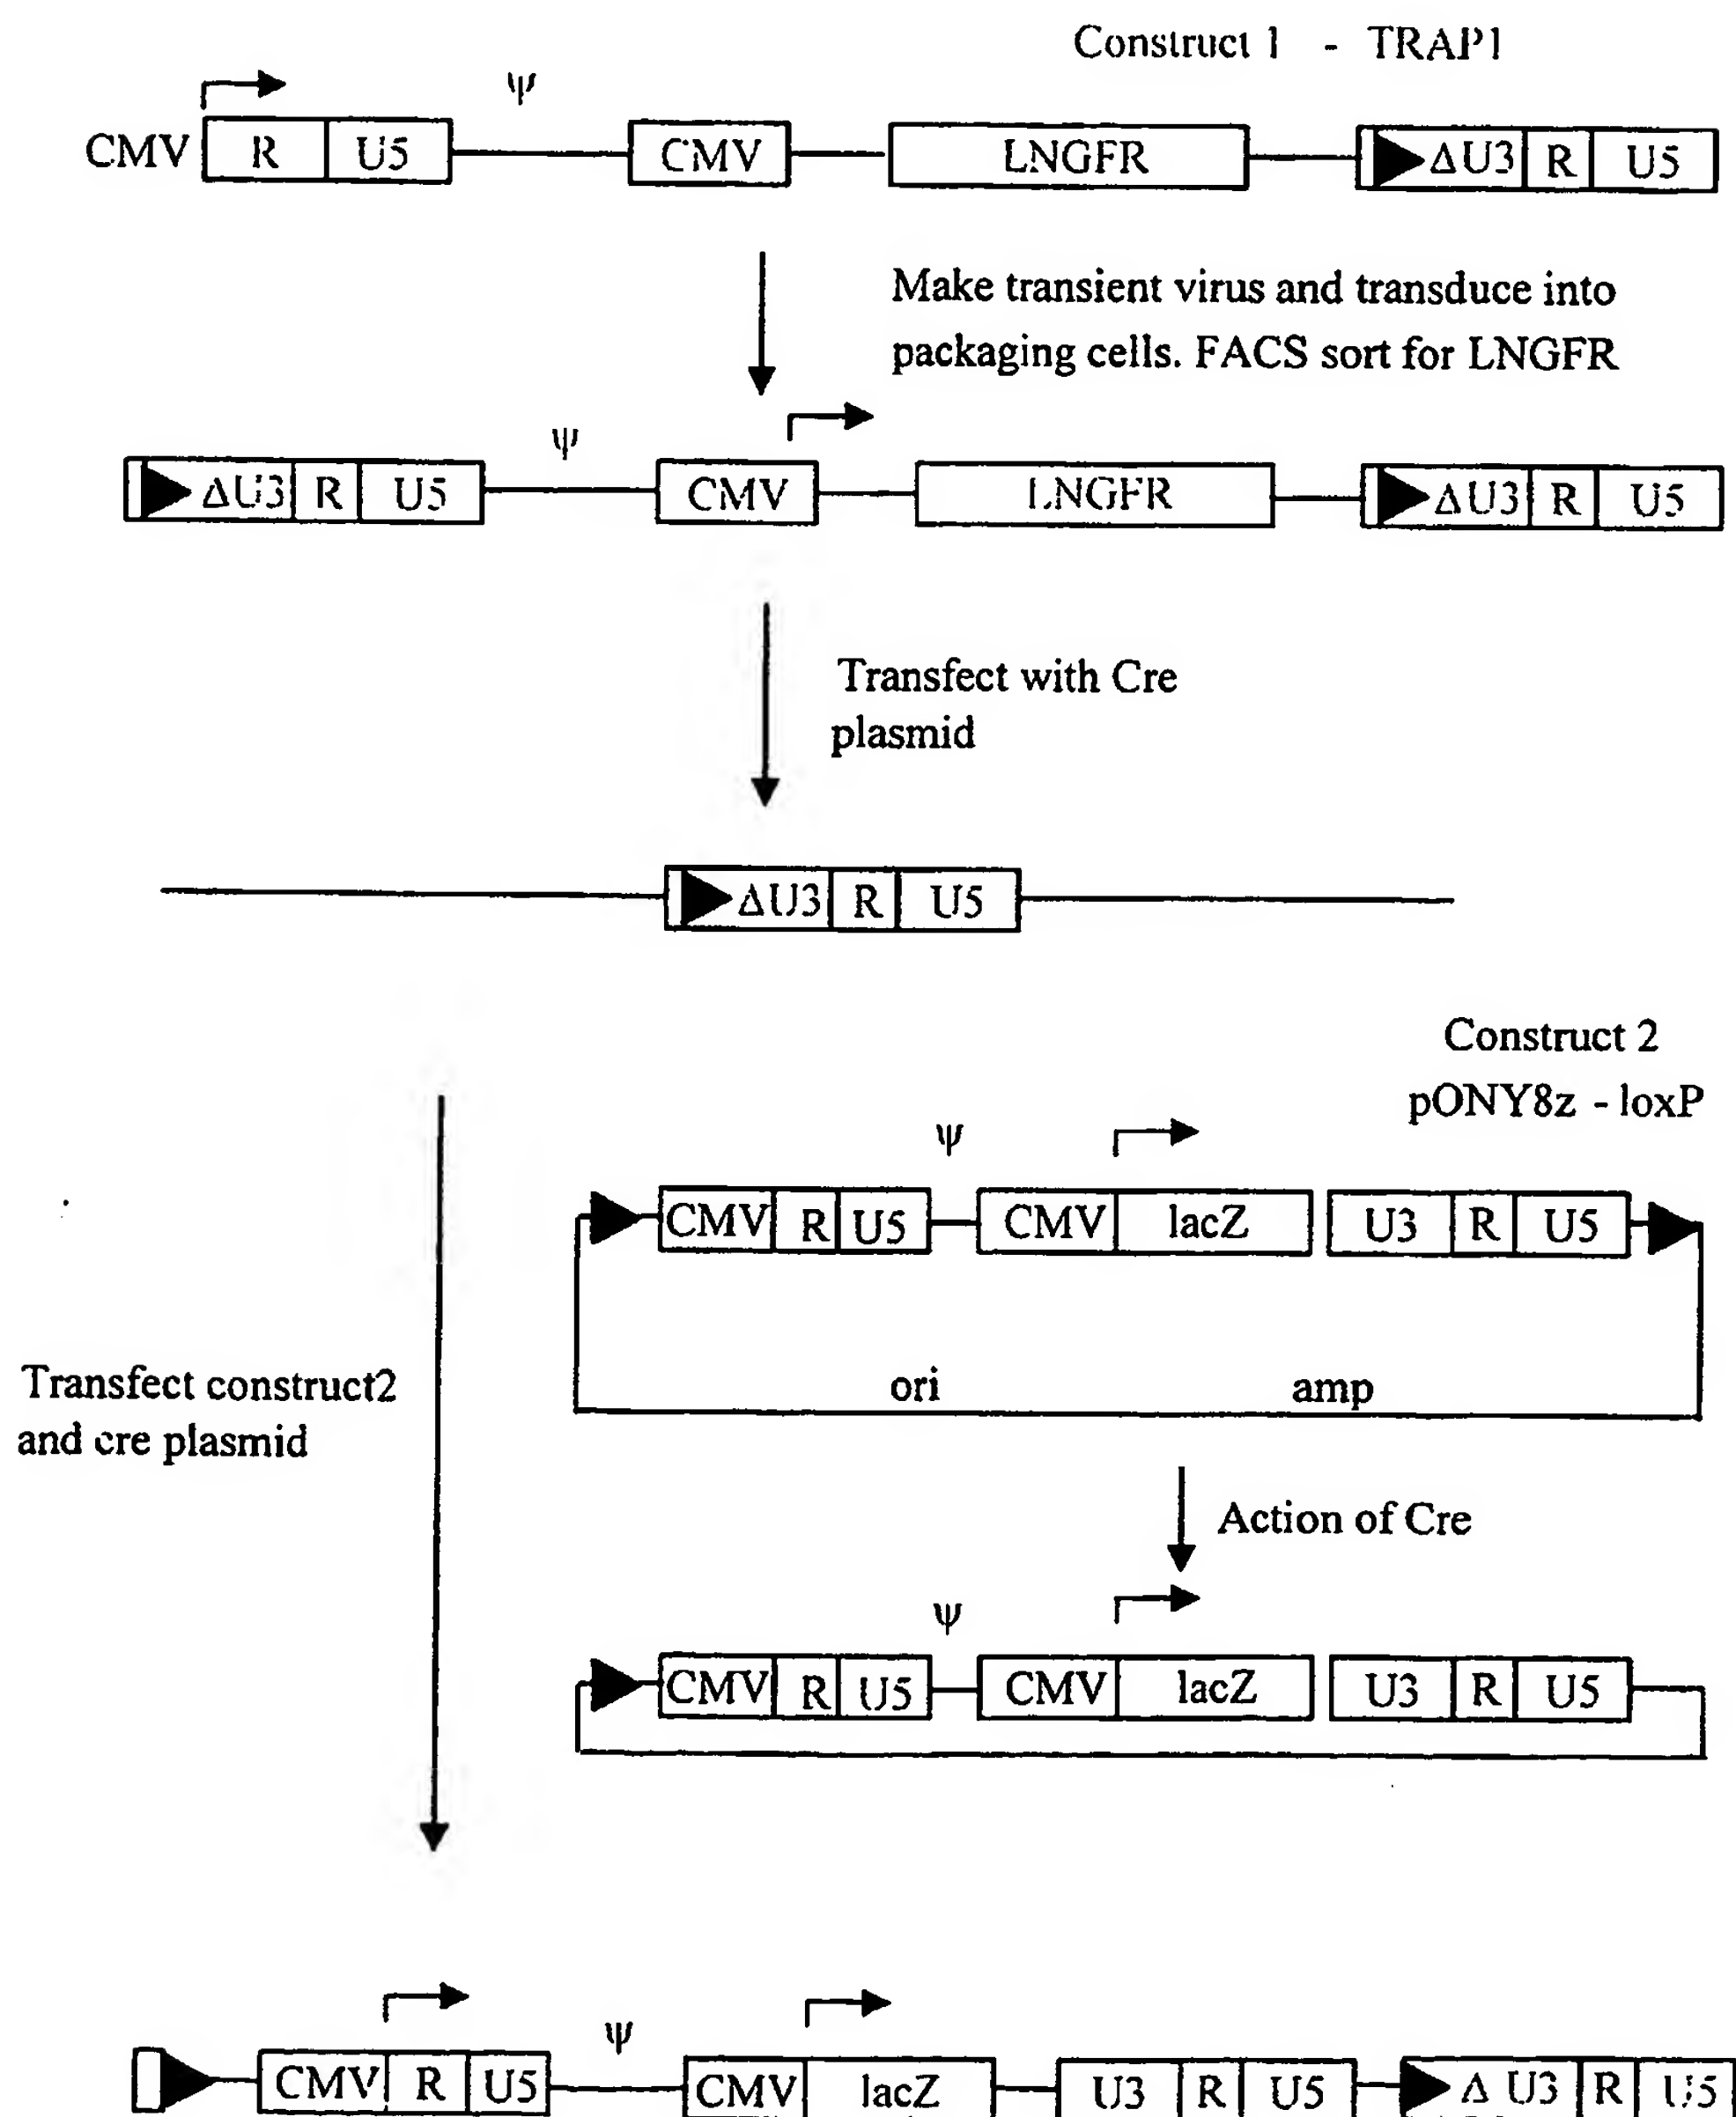 Construct 1 - TRAP1
ψ
CMV R U5 CMV LNGFR ΔU3 R U5
Make transient virus and transduce into
packaging cells. FACS sort for LNGFR
ψ
ΔU3 R U5 CMV LNGFR ΔU3 R U5
Transfect with Cre
plasmid
ΔU3 R U5
Construct 2
pONY8z - loxP
ψ
CMV R U5 CMV lacZ U3 R U5
ori amp
Transfect construct2
and cre plasmid
Action of Cre
ψ
CMV R U5 CMV lacZ U3 R U5
ψ
CMV R U5 CMV lacZ U3 R U5 Δ U3 R U5